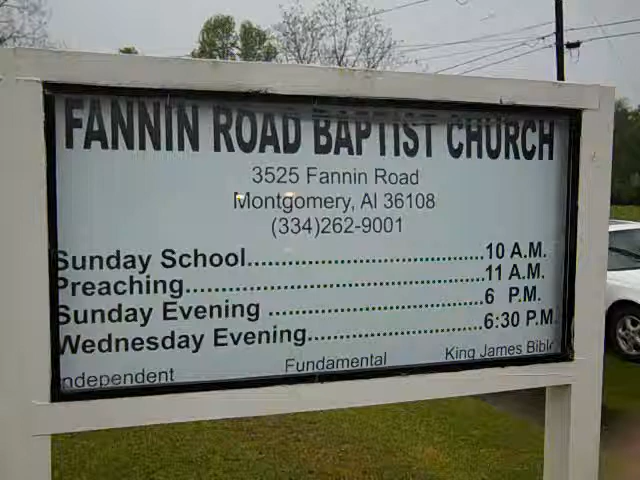 FANNIN ROAD BAPTIST CHURCH
3525 Fannin Road
Montgomery, Al 36108
(334)262-9001
Sunday School..................................10 A.M.
Preaching...........................................11 A.M.
Sunday Evening ................................6 P.M.
Wednesday Evening.........................6:30 P.M.
Independent Fundamental King James Bible